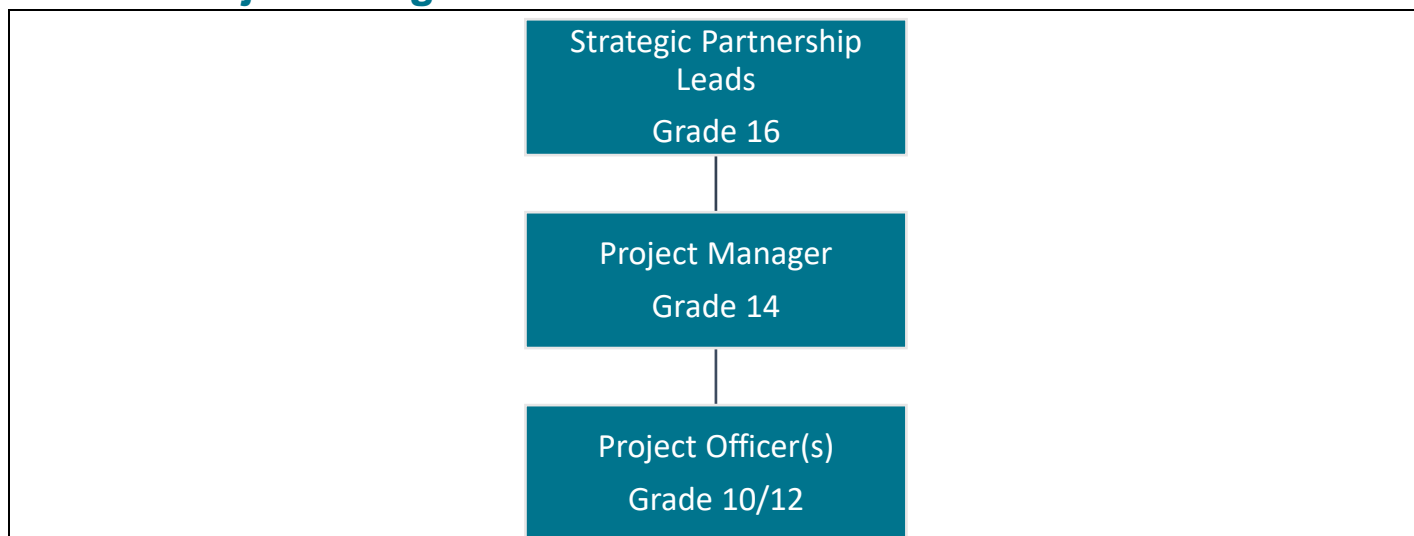 Strategic Partnership
Leads
Grade 16
Project Manager
Grade 14
Project Officer(s)
Grade 10/12